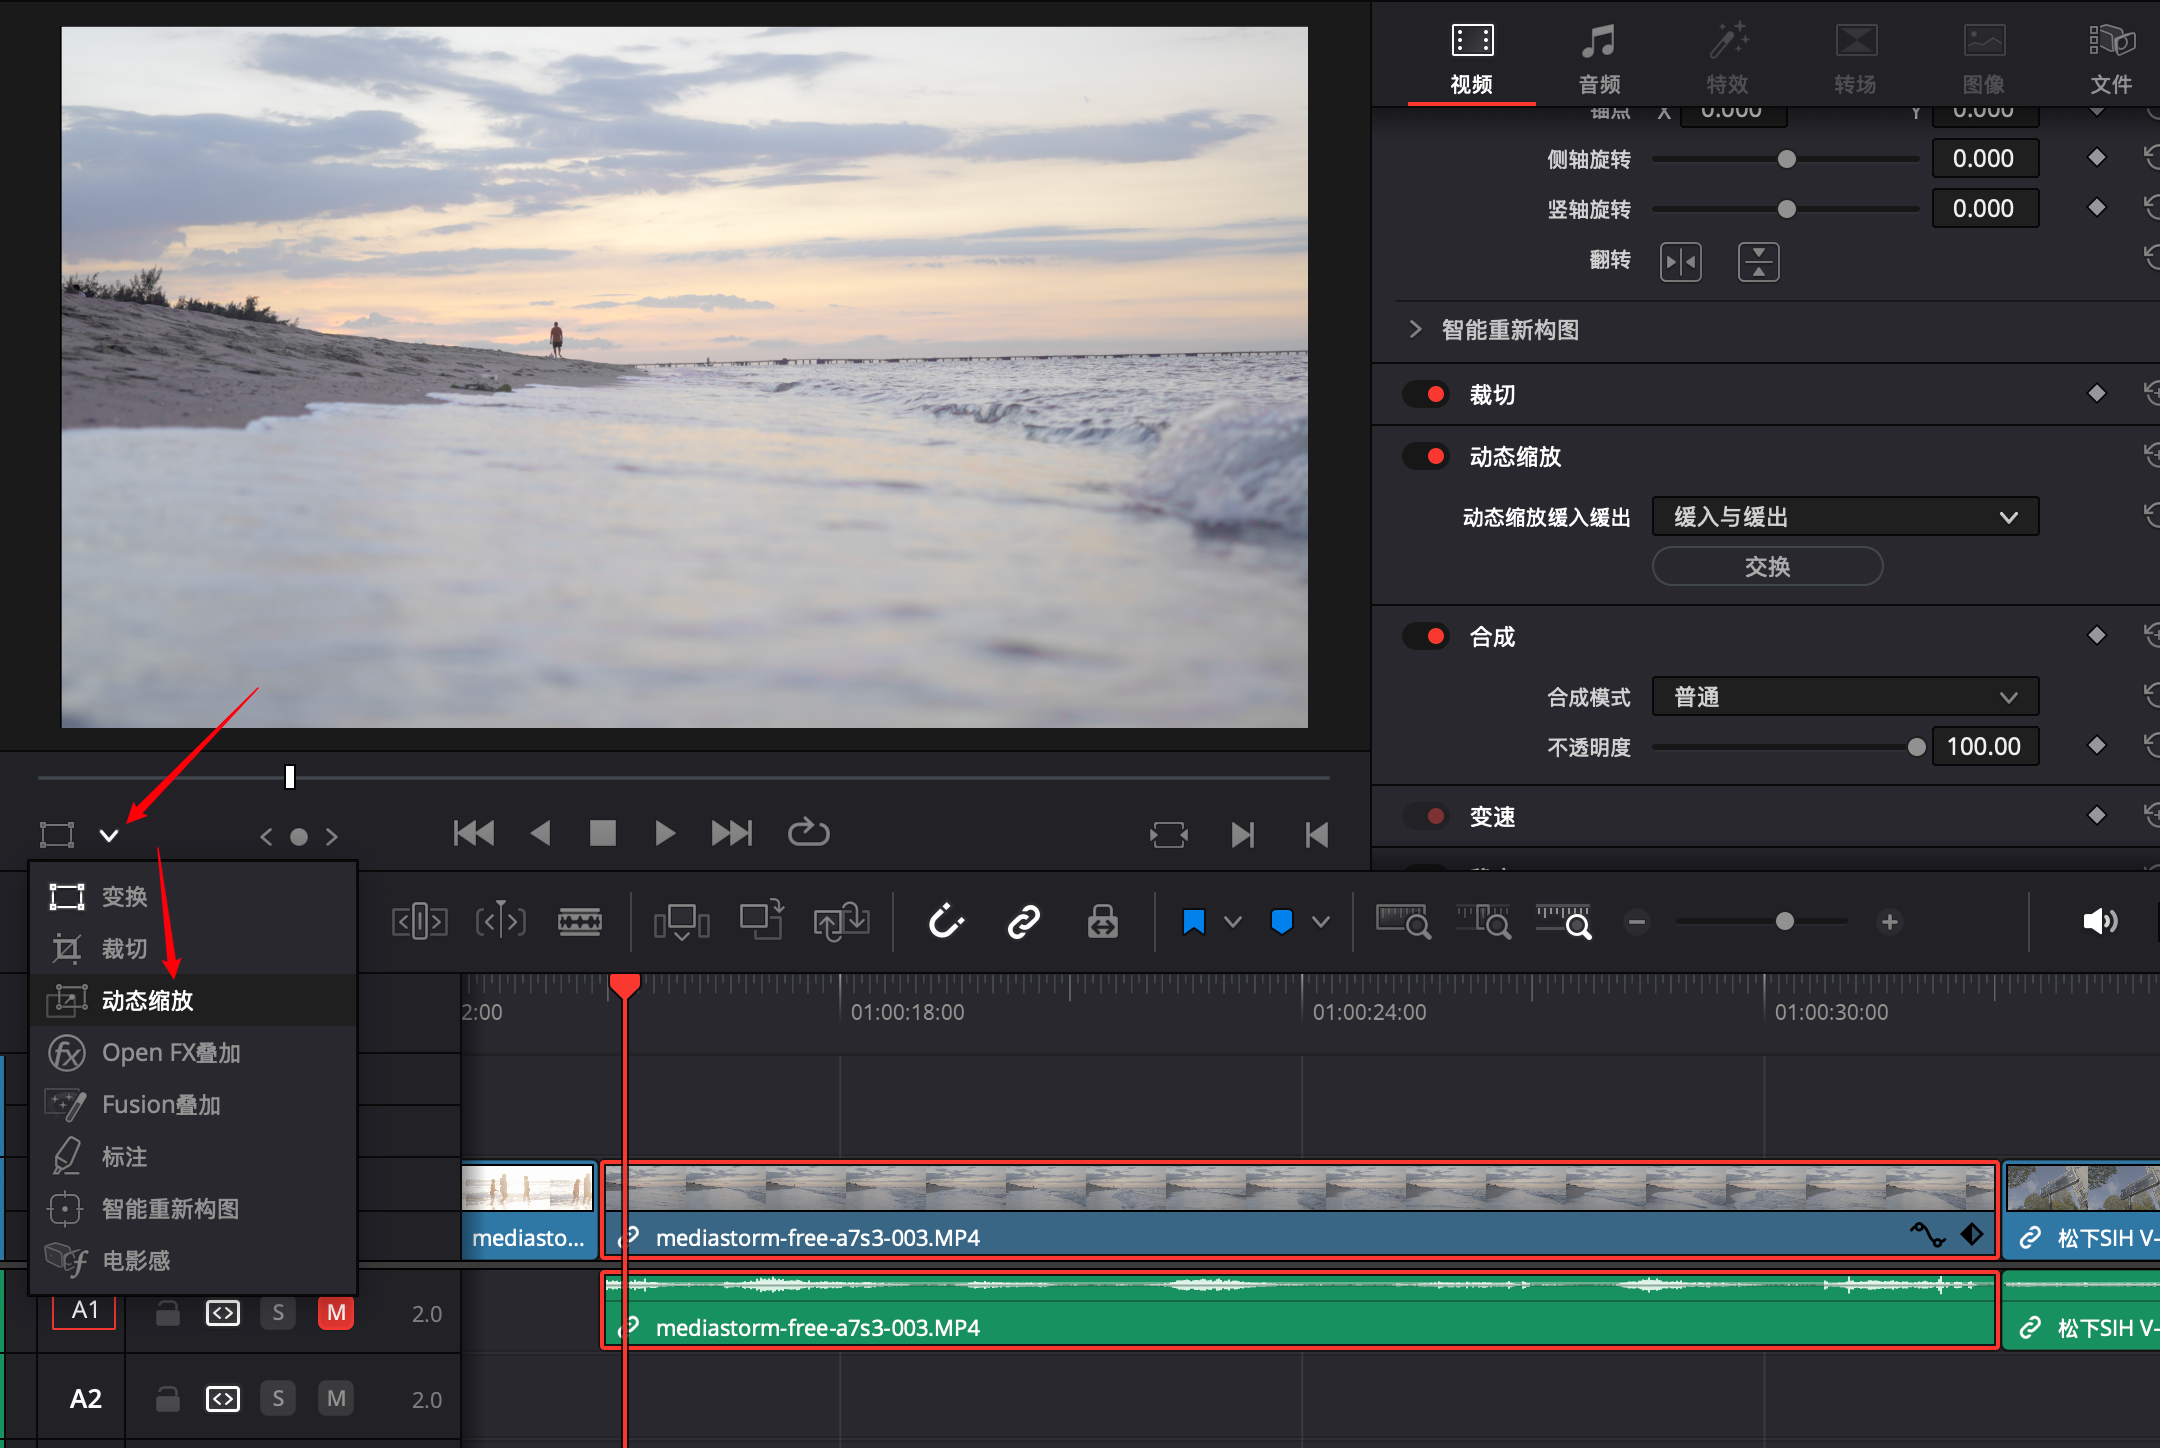 视频
音频
特效
转场
图像
文件
锚点 X 0.000 Y 0.000
侧轴旋转 0.000
竖轴旋转 0.000
翻转
智能重新构图
裁切
动态缩放
动态缩放缓入缓出 缓入与缓出
交换
合成
合成模式 普通
不透明度 100.00
变速
变换
裁切
动态缩放
Open FX叠加
Fusion叠加
标注
智能重新构图
电影感
2:00
01:00:18:00
01:00:24:00
01:00:30:00
mediasto...
mediastorm-free-a7s3-003.MP4
松下SIH V-
A1 S M 2.0
mediastorm-free-a7s3-003.MP4
松下SIH V-
A2 S M 2.0